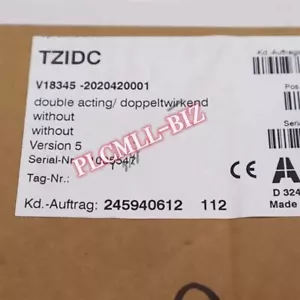 TZIDC
Kd.-Auftrag
V18345 -2020420001
Pos
double acting/ doppeltwirkend
without
without
Version 5
Serial
Serial-Nr.
Tag-Nr.:
PLCMLL-BIZ
A
D 324
Made
Kd.-Auftrag: 245940612 112